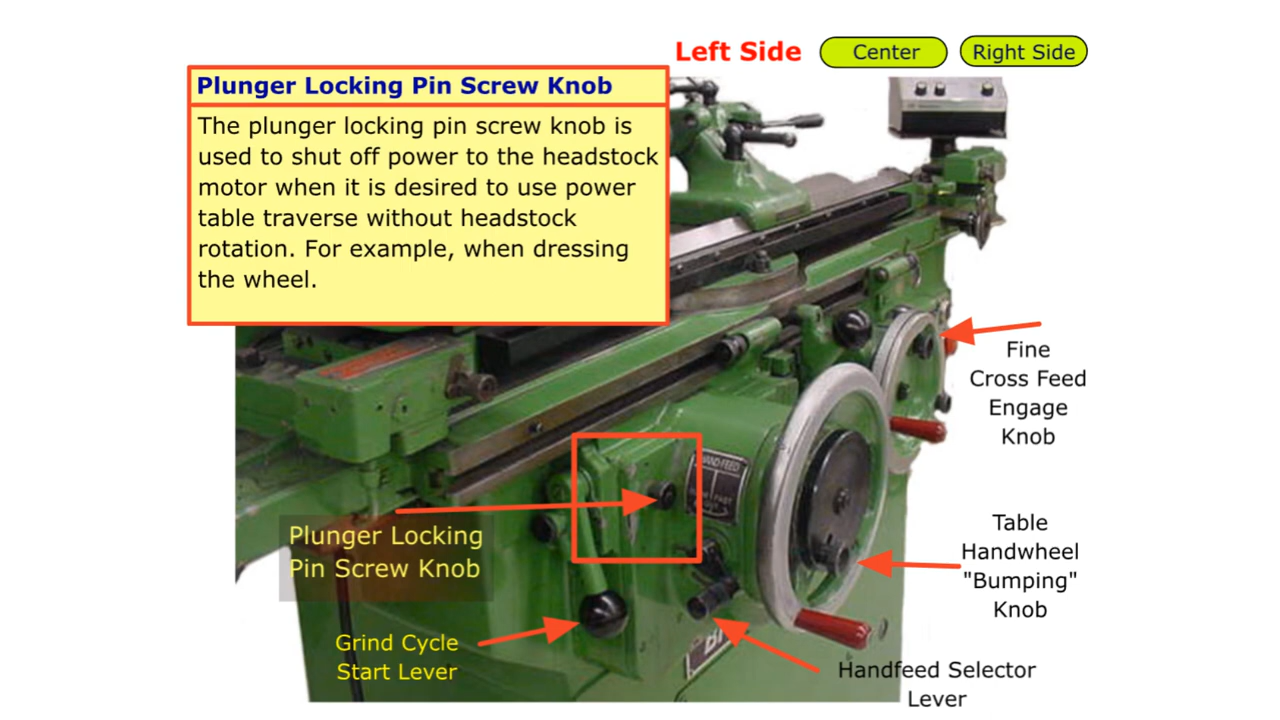 Left Side
Center
Right Side
Plunger Locking Pin Screw Knob
The plunger locking pin screw knob is
used to shut off power to the headstock
motor when it is desired to use power
table traverse without headstock
rotation. For example, when dressing
the wheel.
Fine
Cross Feed
Engage
Knob
HAND FEED
Plunger Locking
Pin Screw Knob
Table
Handwheel
"Bumping"
Knob
Grind Cycle
Start Lever
Handfeed Selector
Lever